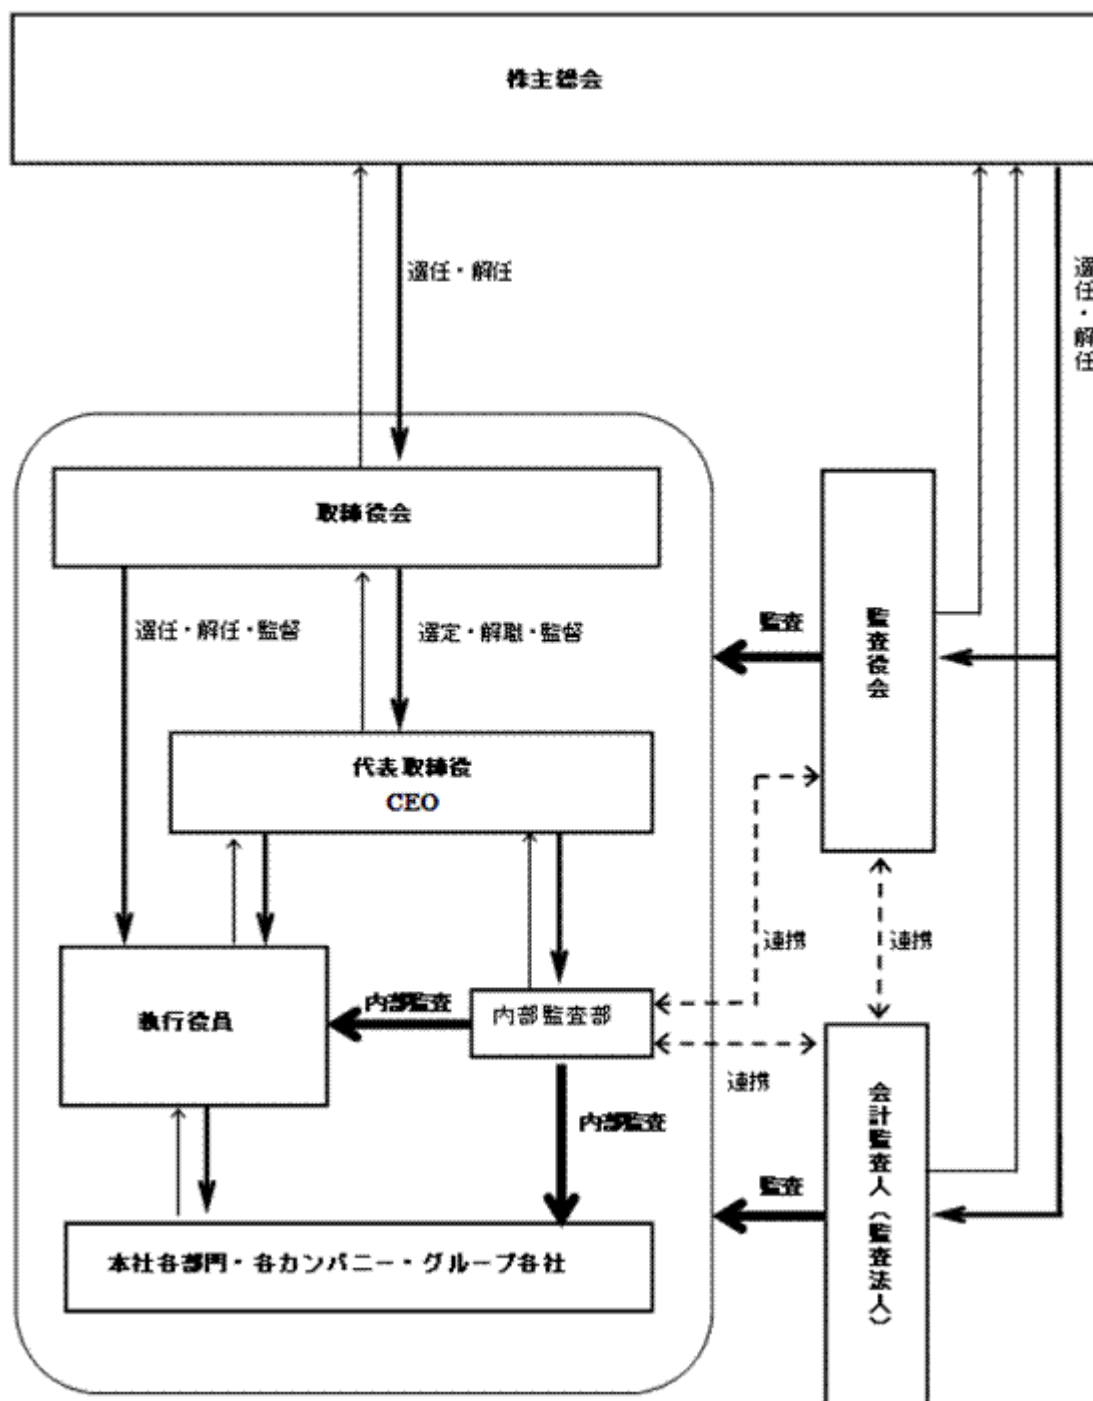 株主総会
選任・解任
選任・解任
取締役会
選任・解任・監督
選定・解職・監督
監査
監査役会
代表取締役
CEO
連携
連携
執行役員
内部監査
内部監査部
連携
内部監査
監査
会計監査人（監査法人）
本社各部門・各カンパニー・グループ各社